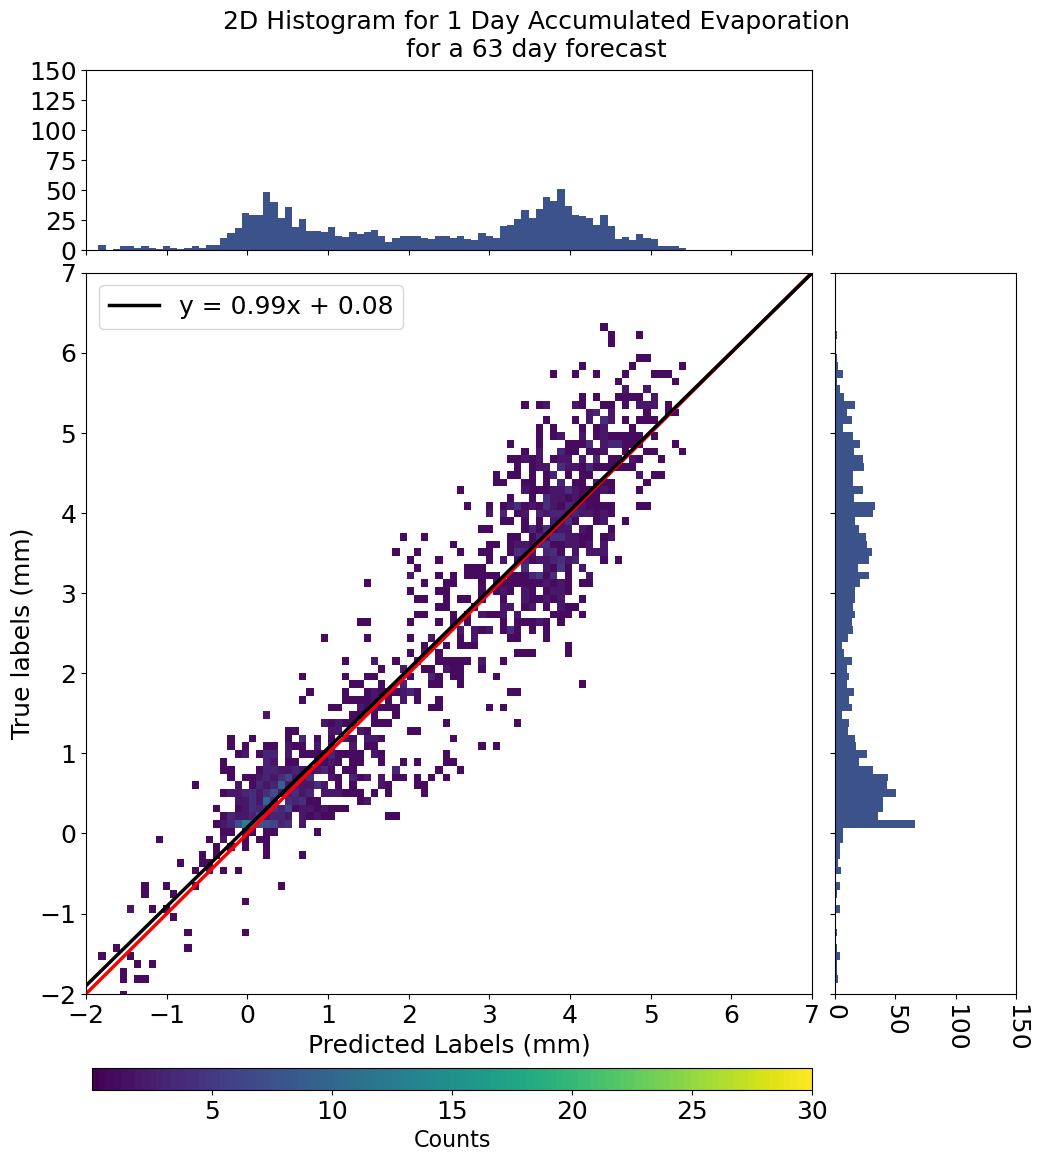 2D Histogram for 1 Day Accumulated Evaporation
for a 63 day forecast
150
125
100
75
50
25
0
7
6
5
4
3
2
1
0
−1
−2
True labels (mm)
y = 0.99x + 0.08
−2 −1 0 1 2 3 4 5 6 7
Predicted Labels (mm)
0 50 100 150
5 10 15 20 25 30
Counts